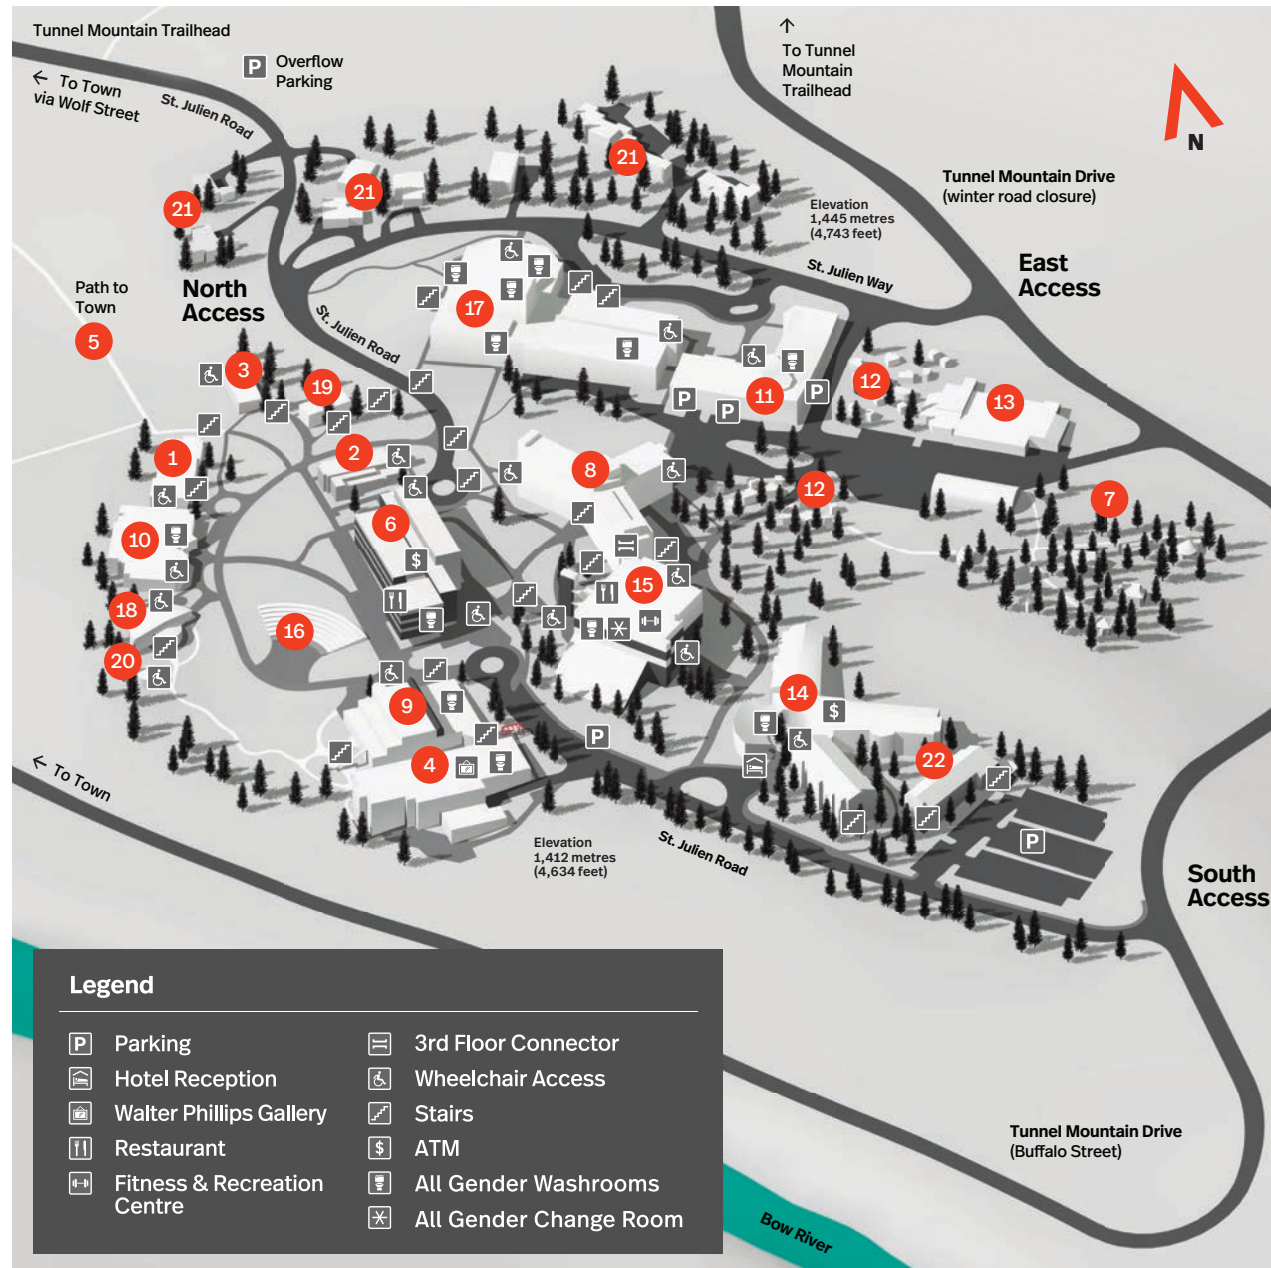 Tunnel Mountain Trailhead
To Town
via Wolf Street
St. Julien Road
P
Overflow
Parking
To Tunnel
Mountain
Trailhead
N
Tunnel Mountain Drive
(winter road closure)
21
21
21
Elevation
1,445 metres
(4,743 feet)
St. Julien Way
East
Access
North
Access
Path to
Town
5
St. Julien Road
17
3
19
11
P
P
P
12
13
1
2
8
12
7
6
$
10
15
18
16
20
9
14
$
4
P
22
P
To Town
Elevation
1,412 metres
(4,634 feet)
St. Julien Road
South
Access
Legend
P Parking
Hotel Reception
Walter Phillips Gallery
Restaurant
Fitness & Recreation
Centre
3rd Floor Connector
Wheelchair Access
Stairs
$ ATM
All Gender Washrooms
All Gender Change Room
Tunnel Mountain Drive
(Buffalo Street)
Bow River